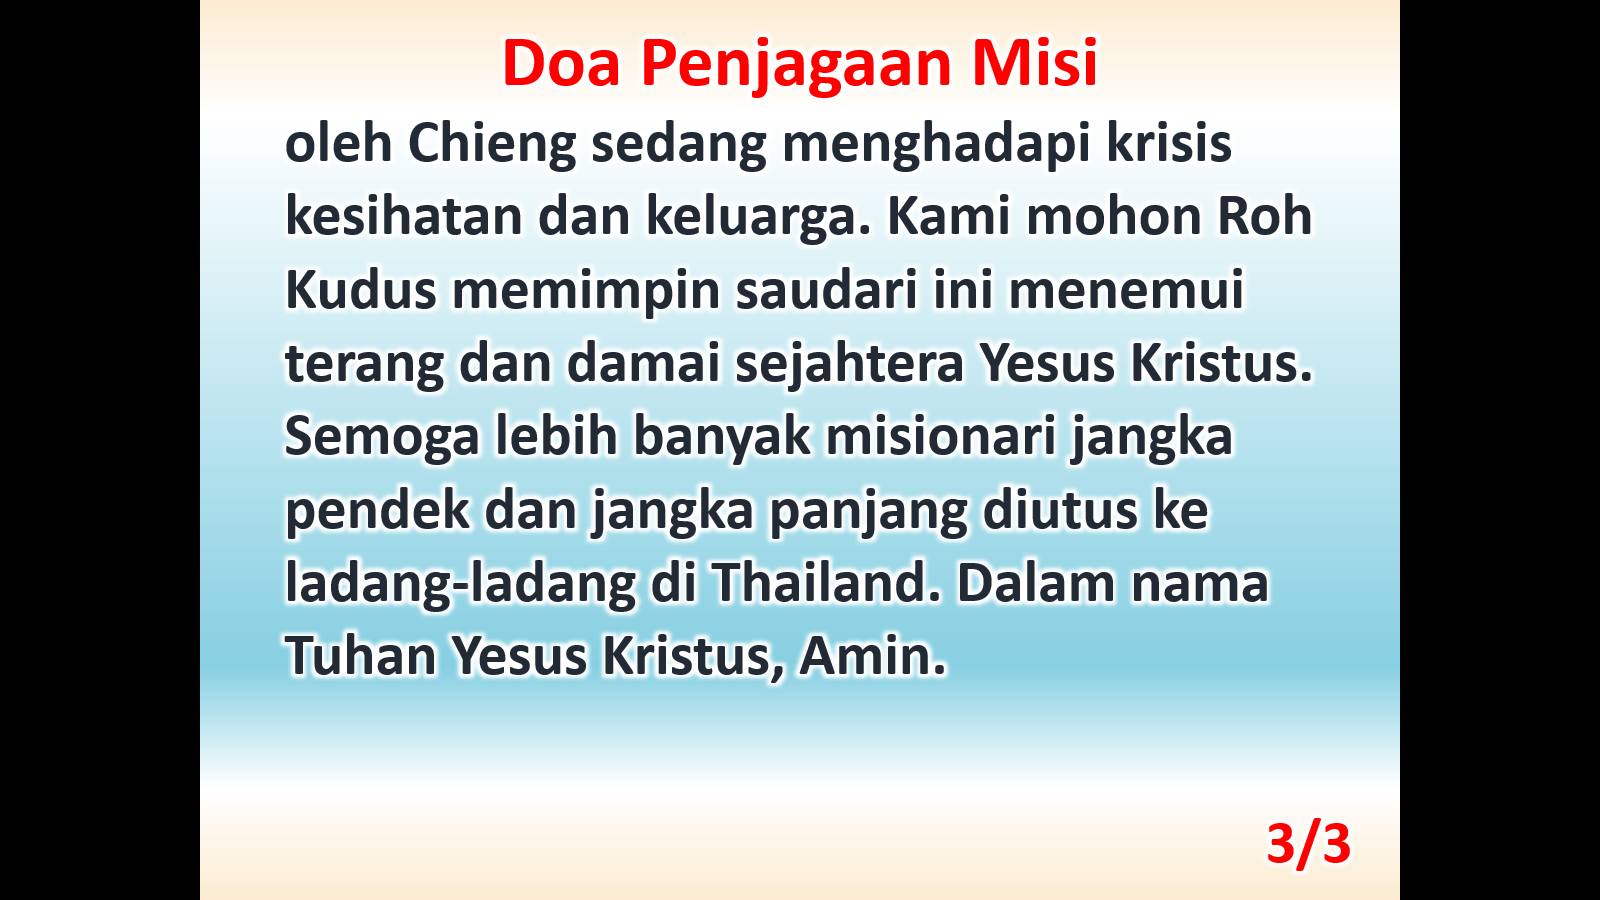 Doa Penjagaan Misi
oleh Chieng sedang menghadapi krisis
kesihatan dan keluarga. Kami mohon Roh
Kudus memimpin saudari ini menemui
terang dan damai sejahtera Yesus Kristus.
Semoga lebih banyak misionari jangka
pendek dan jangka panjang diutus ke
ladang-ladang di Thailand. Dalam nama
Tuhan Yesus Kristus, Amin.
3/3